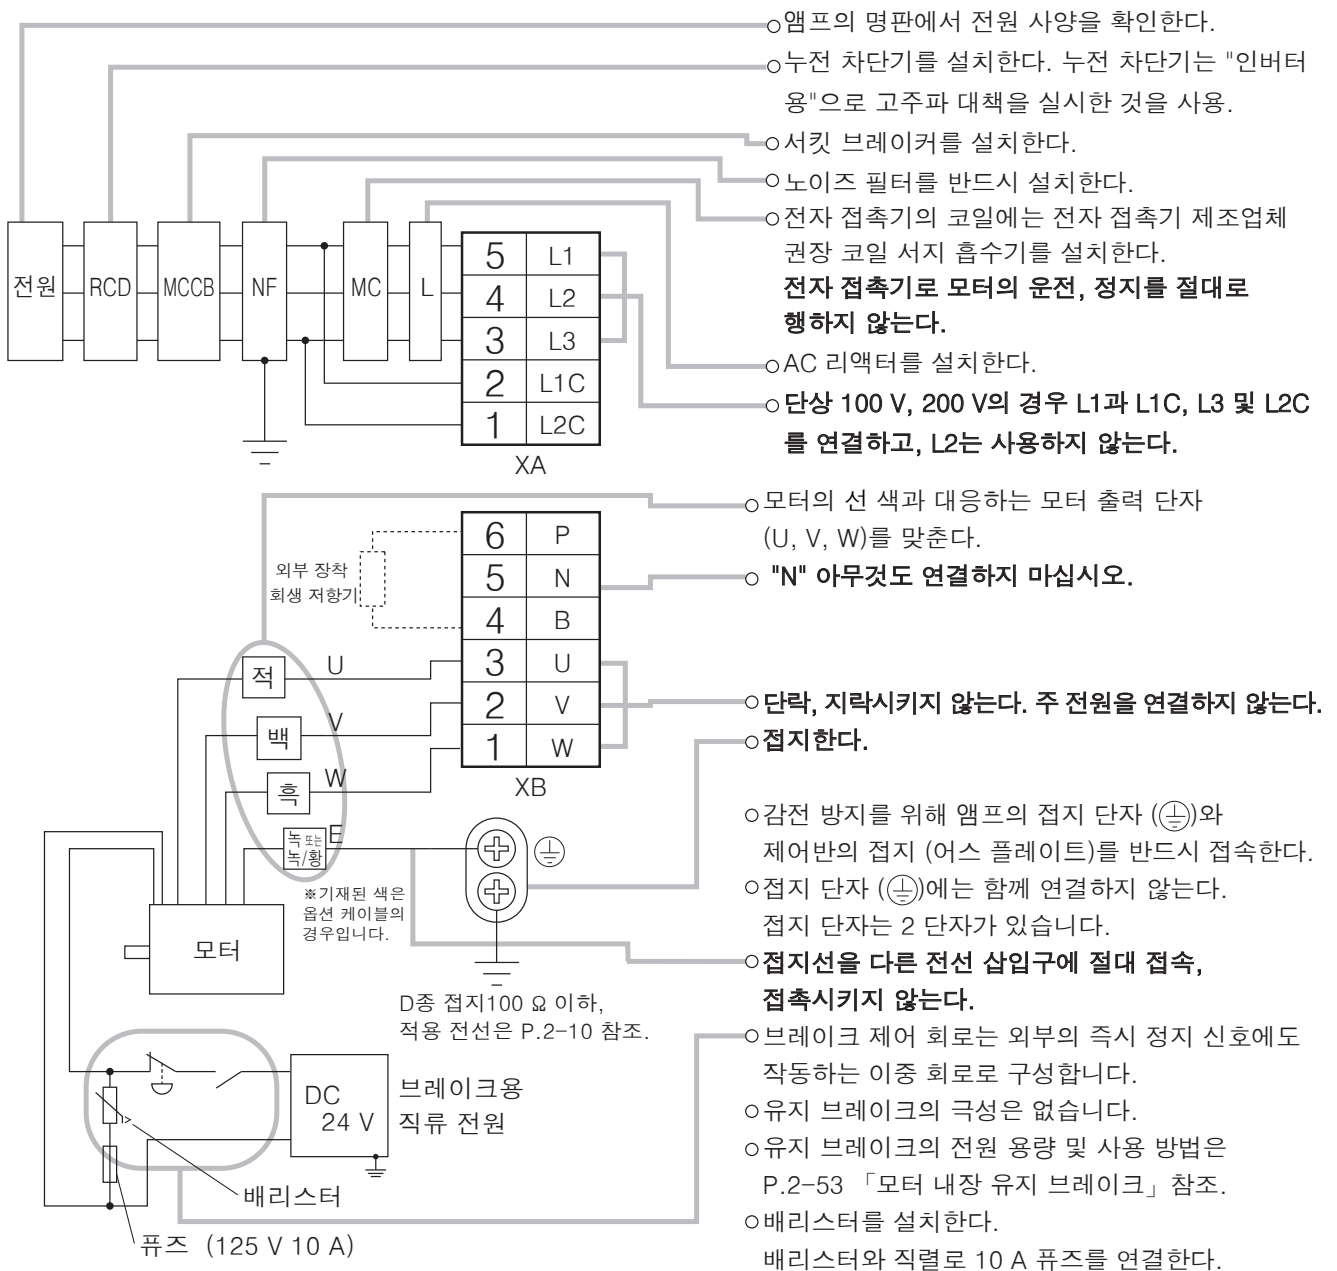 앰프의 명판에서 전원 사양을 확인한다.
누전 차단기를 설치한다. 누전 차단기는 "인버터
용"으로 고주파 대책을 실시한 것을 사용.
서킷 브레이커를 설치한다.
노이즈 필터를 반드시 설치한다.
전자 접촉기의 코일에는 전자 접촉기 제조업체
권장 코일 서지 흡수기를 설치한다.
전자 접촉기로 모터의 운전, 정지를 절대로
행하지 않는다.
AC 리액터를 설치한다.
단상 100 V, 200 V의 경우 L1과 L1C, L3 및 L2C
를 연결하고, L2는 사용하지 않는다.
전원
RCD
MCCB
NF
MC
L
5 L1
4 L2
3 L3
2 L1C
1 L2C
XA
모터의 선 색과 대응하는 모터 출력 단자
(U, V, W)를 맞춘다.
"N" 아무것도 연결하지 마십시오.
단락, 지락시키지 않는다. 주 전원을 연결하지 않는다.
접지한다.
외부 장착
회생 저항기
6 P
5 N
4 B
3 U
2 V
1 W
XB
적
U
백
V
흑
W
녹 또는
녹/황
E
※기재된 색은
옵션 케이블의
경우입니다.
모터
감전 방지를 위해 앰프의 접지 단자 (⏚)와
제어반의 접지 (어스 플레이트)를 반드시 접속한다.
접지 단자 (⏚)에는 함께 연결하지 않는다.
접지 단자는 2 단자가 있습니다.
접지선을 다른 전선 삽입구에 절대 접속,
접촉시키지 않는다.
D종 접지100 Ω 이하,
적용 전선은 P.2-10 참조.
브레이크 제어 회로는 외부의 즉시 정지 신호에도
작동하는 이중 회로로 구성합니다.
유지 브레이크의 극성은 없습니다.
유지 브레이크의 전원 용량 및 사용 방법은
P.2-53 「모터 내장 유지 브레이크」참조.
배리스터를 설치한다.
배리스터와 직렬로 10 A 퓨즈를 연결한다.
DC
24 V
브레이크용
직류 전원
배리스터
퓨즈 (125 V 10 A)